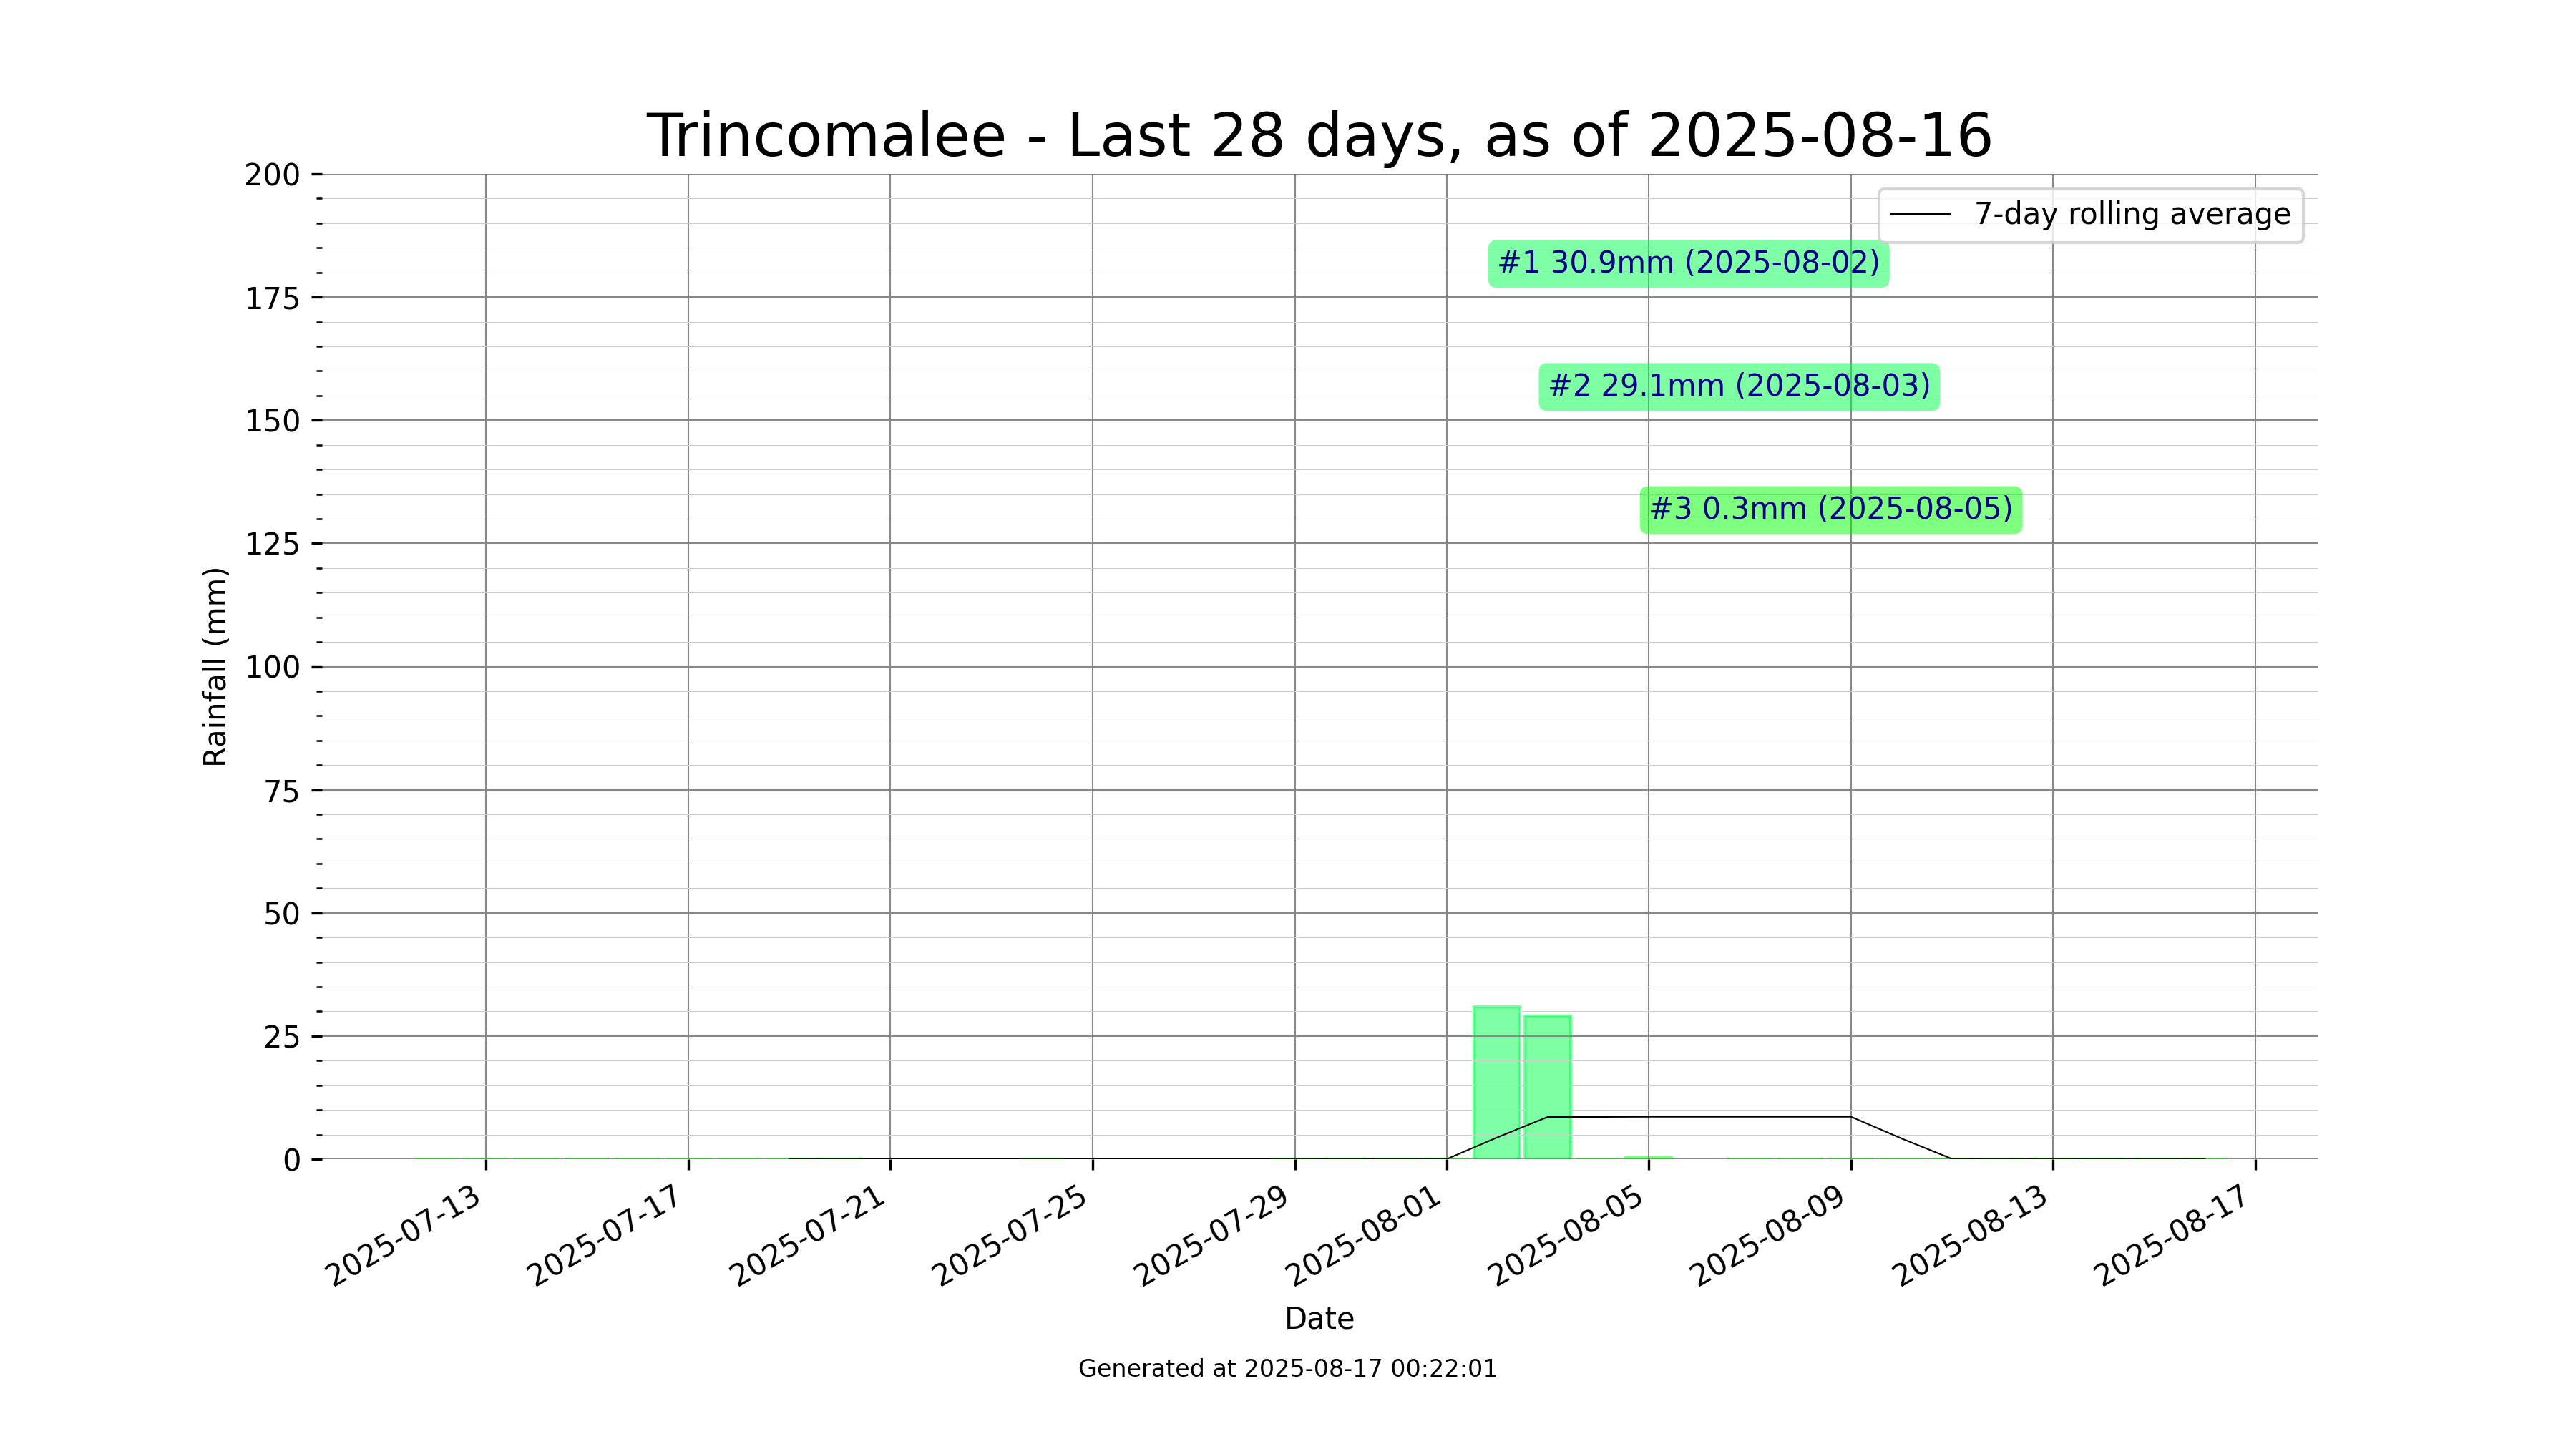 Trincomalee - Last 28 days, as of 2025-08-16
7-day rolling average
#1 30.9mm (2025-08-02)
#2 29.1mm (2025-08-03)
#3 0.3mm (2025-08-05)
Rainfall (mm)
200
175
150
125
100
75
50
25
0
2025-07-13
2025-07-17
2025-07-21
2025-07-25
2025-07-29
2025-08-01
2025-08-05
2025-08-09
2025-08-13
2025-08-17
Date
Generated at 2025-08-17 00:22:01